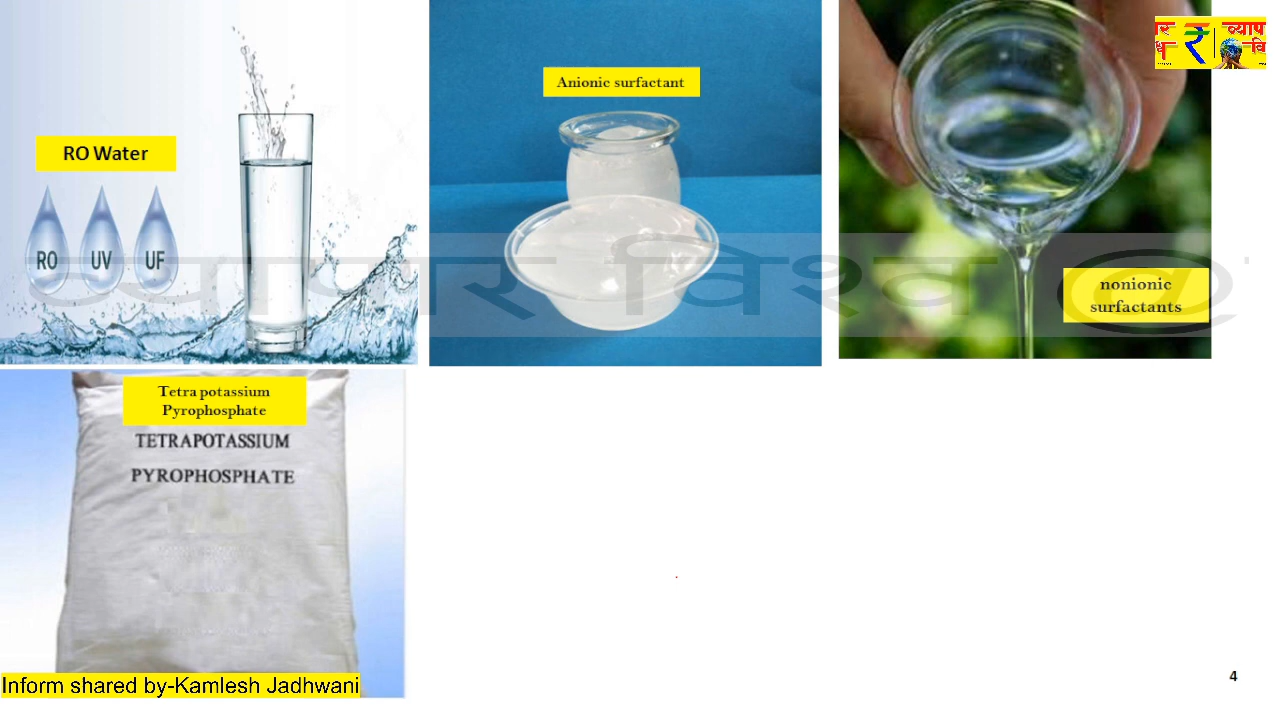 RO Water
RO UV UF
Anionic surfactant
nonionic
surfactants
व्यापार विश्व @
Tetra potassium
Pyrophosphate
TETRAPOTASSIUM
PYROPHOSPHATE
Inform shared by-Kamlesh Jadhwani
4